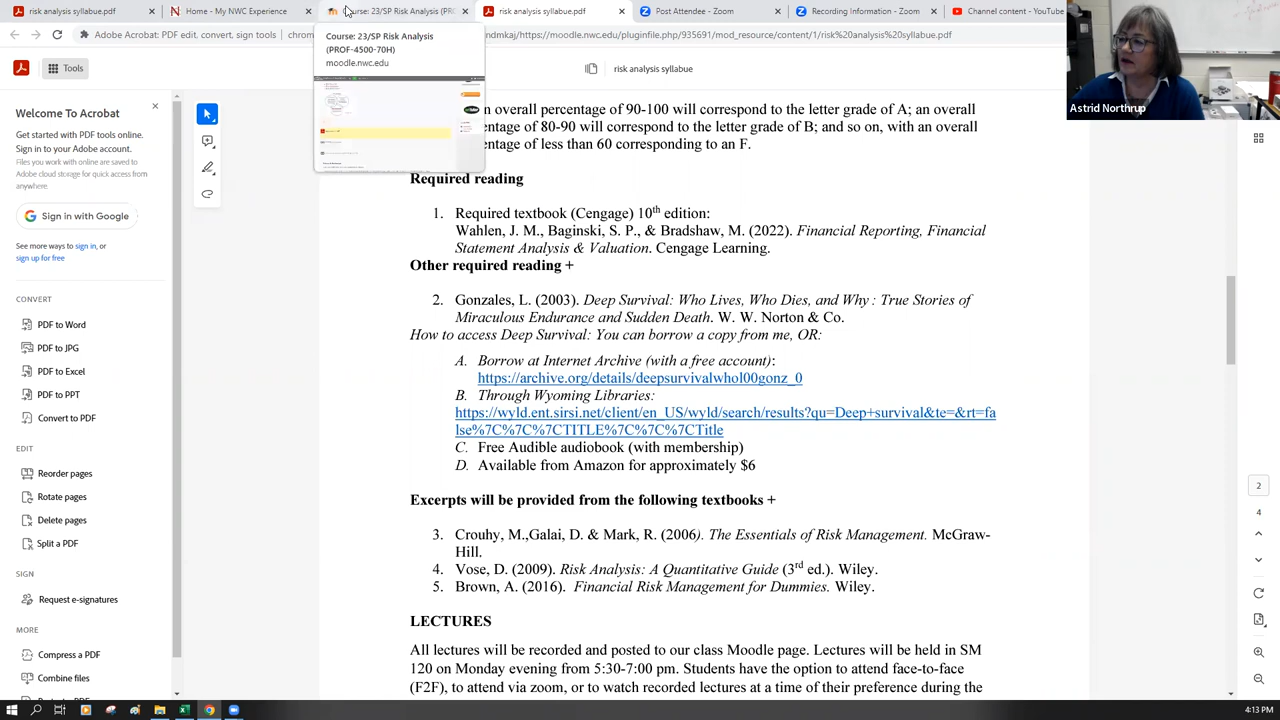 risk analysis syllabus.pdf
Home - My NWC Experience
Course: 23/SP Risk Analysis (PRC
risk analysis syllabus.pdf
Post Attendee - Zoom
Recording Information - Zoom
Content Featuring YouTube
Adobe Acrobat: PDF edit, convert, sign tools
chrom
ndmkaj/https://moodle.nwc.edu/pluginfile.php/935691/mod_resource/content/1/risk%20analysis%20syllabue.pdf
Course: 23/SP Risk Analysis
(PROF-4500-70H)
moodle.nwc.edu
Tools
risk analysis syllabue
Astrid Northrup
Welcome To Acrobat
Get started with PDF tools online.
Sign in to your Adobe account.
Files you work with online are saved to
Adobe cloud storage for quick access from
anywhere.
Sign in with Google
See more ways to sign in, or
sign up for free
CONVERT
PDF to Word
PDF to JPG
PDF to Excel
PDF to PPT
Convert to PDF
EDIT
Reorder pages
Rotate pages
Delete pages
Split a PDF
SIGN
Request e-signatures
MORE
Compress a PDF
Combine files
n overall percentage of 90-100 will correspond to the letter grade of A; an overall
entage of 80-90 will correspond to the letter grade of B; and so on, with an overall
entage of less than 60 corresponding to an F.
Required reading
1. Required textbook (Cengage) 10th edition:
Wahlen, J. M., Baginski, S. P., & Bradshaw, M. (2022). Financial Reporting, Financial
Statement Analysis & Valuation. Cengage Learning.
Other required reading +
2. Gonzales, L. (2003). Deep Survival: Who Lives, Who Dies, and Why : True Stories of
Miraculous Endurance and Sudden Death. W. W. Norton & Co.
How to access Deep Survival: You can borrow a copy from me, OR:
A. Borrow at Internet Archive (with a free account):
https://archive.org/details/deepsurvivalwhol00gonz_0
B. Through Wyoming Libraries:
https://wyld.ent.sirsi.net/client/en_US/wyld/search/results?qu=Deep+survival&te=&rt=fa
lse%7C%7C%7CTITLE%7C%7C%7CTitle
C. Free Audible audiobook (with membership)
D. Available from Amazon for approximately $6
Excerpts will be provided from the following textbooks +
3. Crouhy, M.,Galai, D. & Mark, R. (2006). The Essentials of Risk Management. McGraw-
Hill.
4. Vose, D. (2009). Risk Analysis: A Quantitative Guide (3rd ed.). Wiley.
5. Brown, A. (2016). Financial Risk Management for Dummies. Wiley.
LECTURES
All lectures will be recorded and posted to our class Moodle page. Lectures will be held in SM
120 on Monday evening from 5:30-7:00 pm. Students have the option to attend face-to-face
(F2F), to attend via zoom, or to watch recorded lectures at a time of their preference during the
2
4
4:13 PM